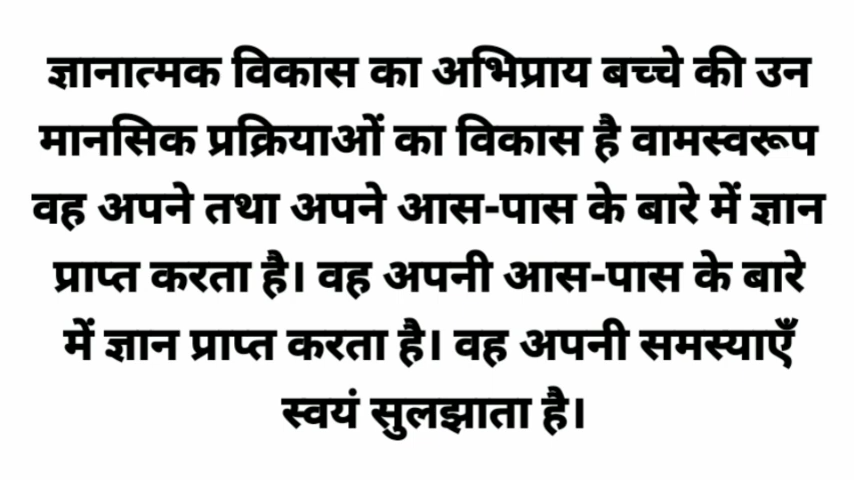 ज्ञानात्मक विकास का अभिप्राय बच्चे की उन
मानसिक प्रक्रियाओं का विकास है वामस्वरूप
वह अपने तथा अपने आस-पास के बारे में ज्ञान
प्राप्त करता है। वह अपनी आस-पास के बारे
में ज्ञान प्राप्त करता है। वह अपनी समस्याएँ
स्वयं सुलझाता है।